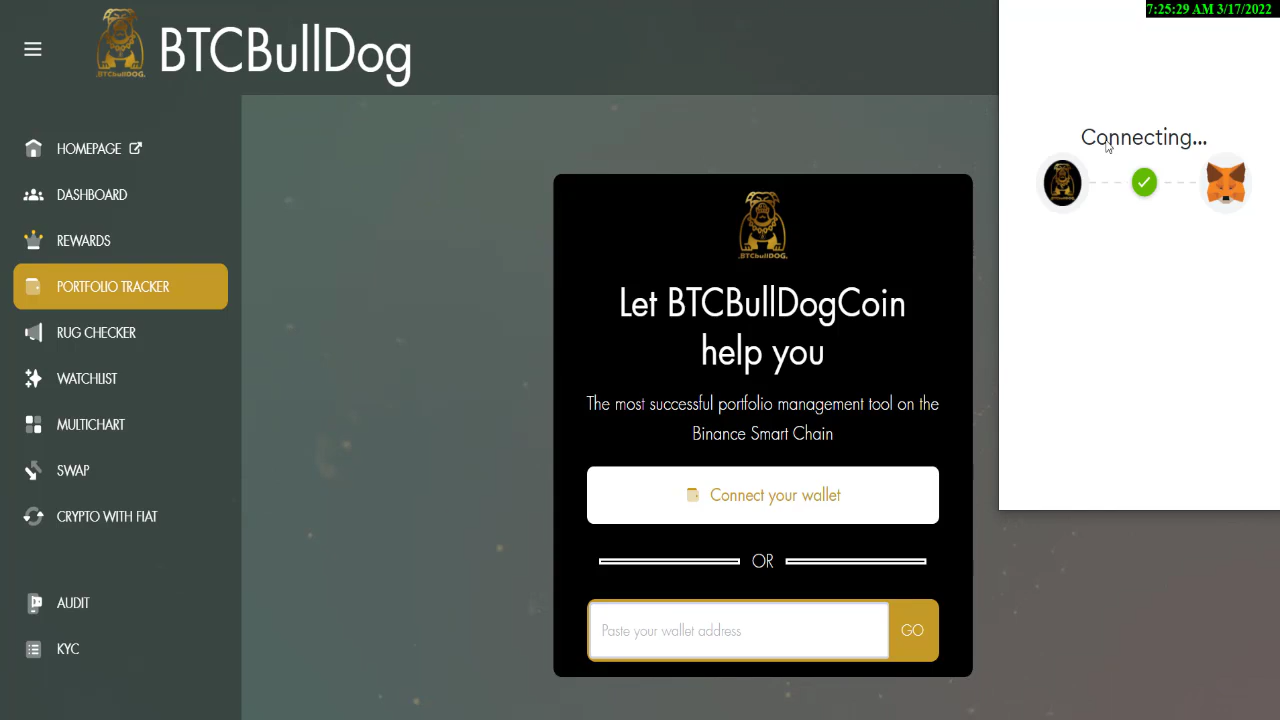 7:25:29 AM 3/17/2022
BTCBullDog
.BTCbullDOG.
Connecting...
HOMEPAGE
DASHBOARD
REWARDS
PORTFOLIO TRACKER
RUG CHECKER
WATCHLIST
MULTICHART
SWAP
CRYPTO WITH FIAT
AUDIT
KYC
.BTCbullDOG.
Let BTCBullDogCoin
help you
The most successful portfolio management tool on the
Binance Smart Chain
Connect your wallet
OR
Paste your wallet address
GO